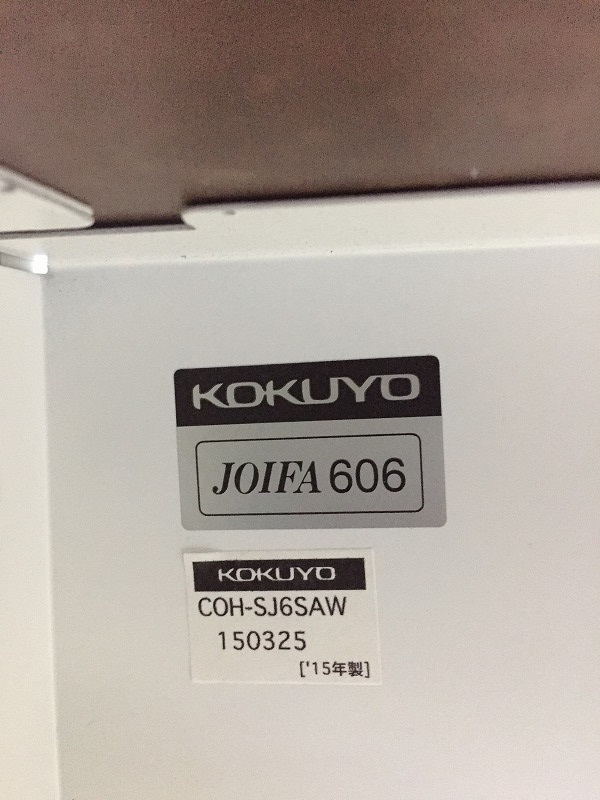 KOKUYO
JOIFA 606
KOKUYO
COH-SJ6SAW
150325
['15年製]